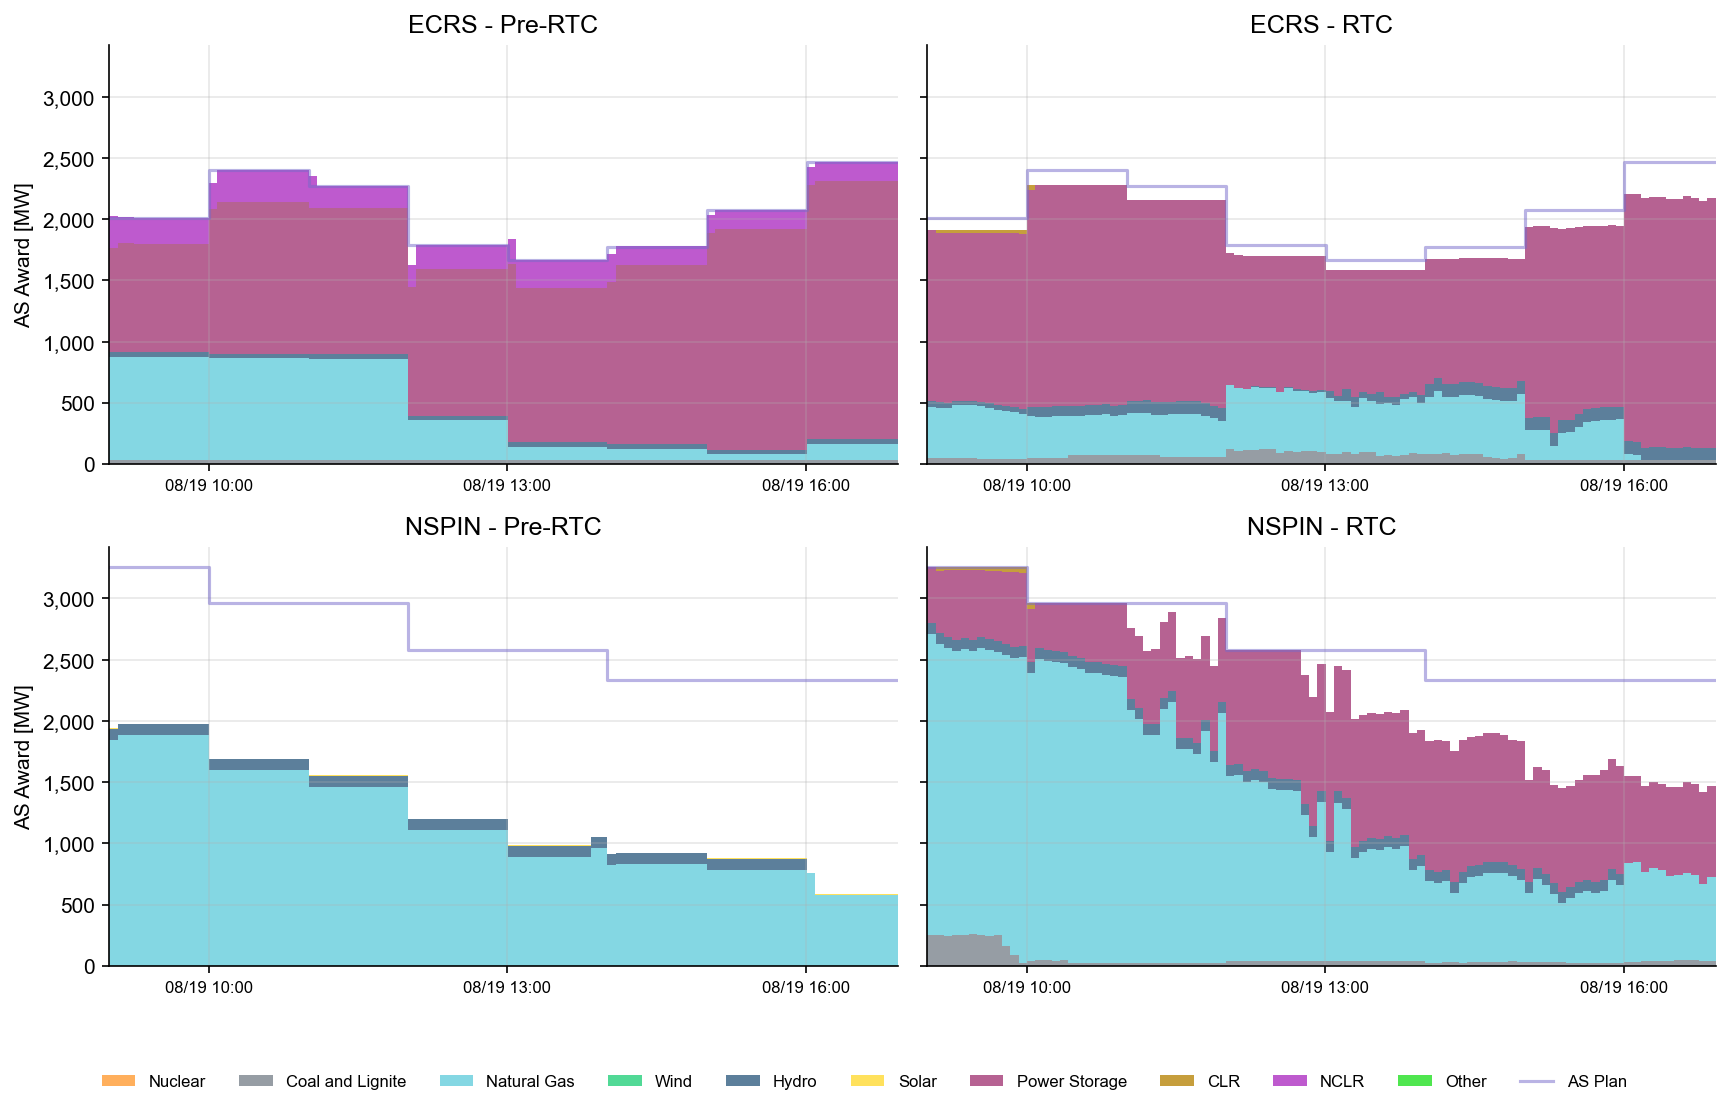 ECRS - Pre-RTC
ECRS - RTC
AS Award [MW]
3,000
2,500
2,000
1,500
1,000
500
0
08/19 10:00
08/19 13:00
08/19 16:00
08/19 10:00
08/19 13:00
08/19 16:00
NSPIN - Pre-RTC
NSPIN - RTC
AS Award [MW]
3,000
2,500
2,000
1,500
1,000
500
0
08/19 10:00
08/19 13:00
08/19 16:00
08/19 10:00
08/19 13:00
08/19 16:00
Nuclear
Coal and Lignite
Natural Gas
Wind
Hydro
Solar
Power Storage
CLR
NCLR
Other
AS Plan